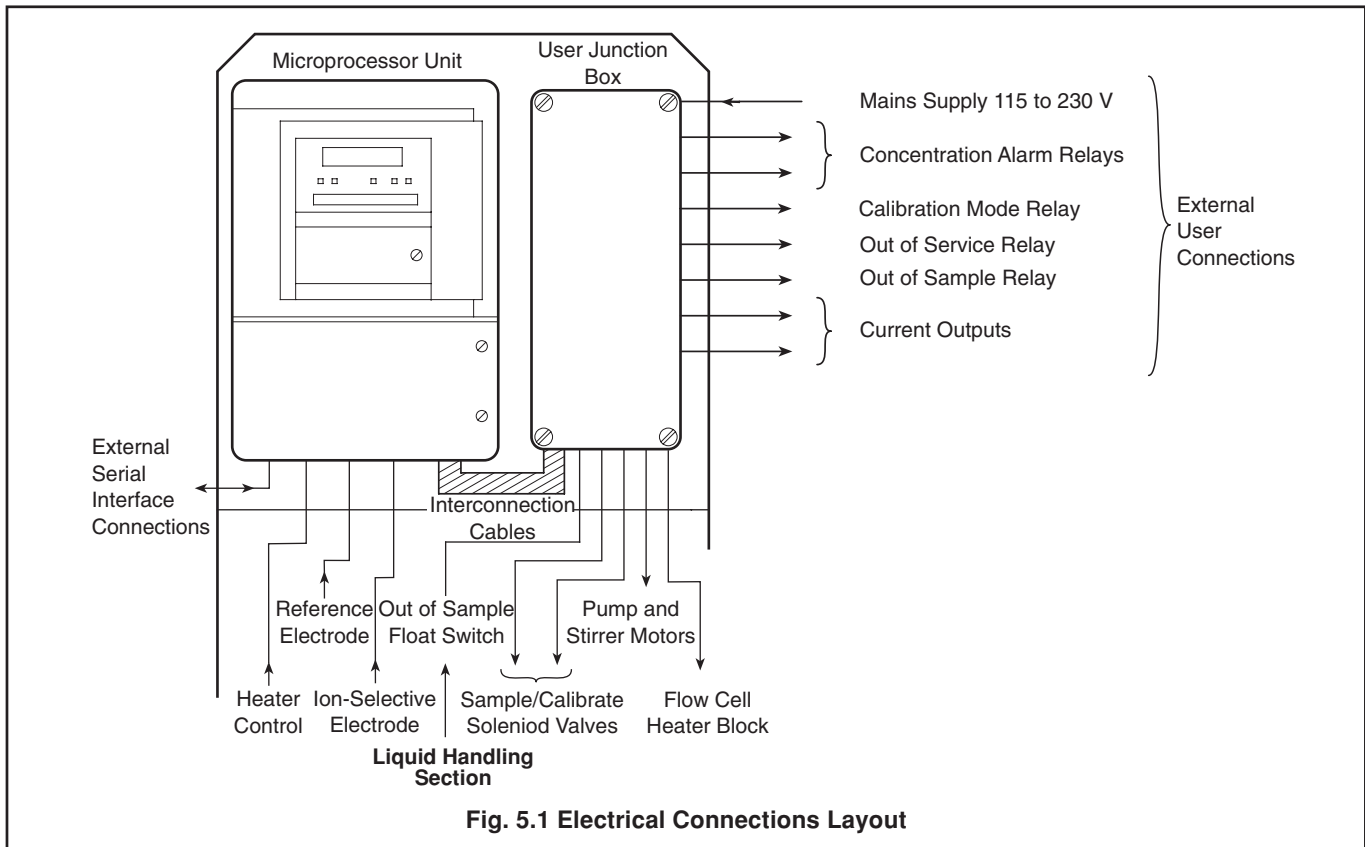 Microprocessor Unit
User Junction
Box
Mains Supply 115 to 230 V
Concentration Alarm Relays
Calibration Mode Relay
Out of Service Relay
Out of Sample Relay
Current Outputs
External
User
Connections
External
Serial
Interface
Connections
Interconnection
Cables
Reference
Electrode
Out of Sample
Float Switch
Pump and
Stirrer Motors
Heater
Control
Ion-Selective
Electrode
Sample/Calibrate
Soleniod Valves
Flow Cell
Heater Block
Liquid Handling
Section
Fig. 5.1 Electrical Connections Layout